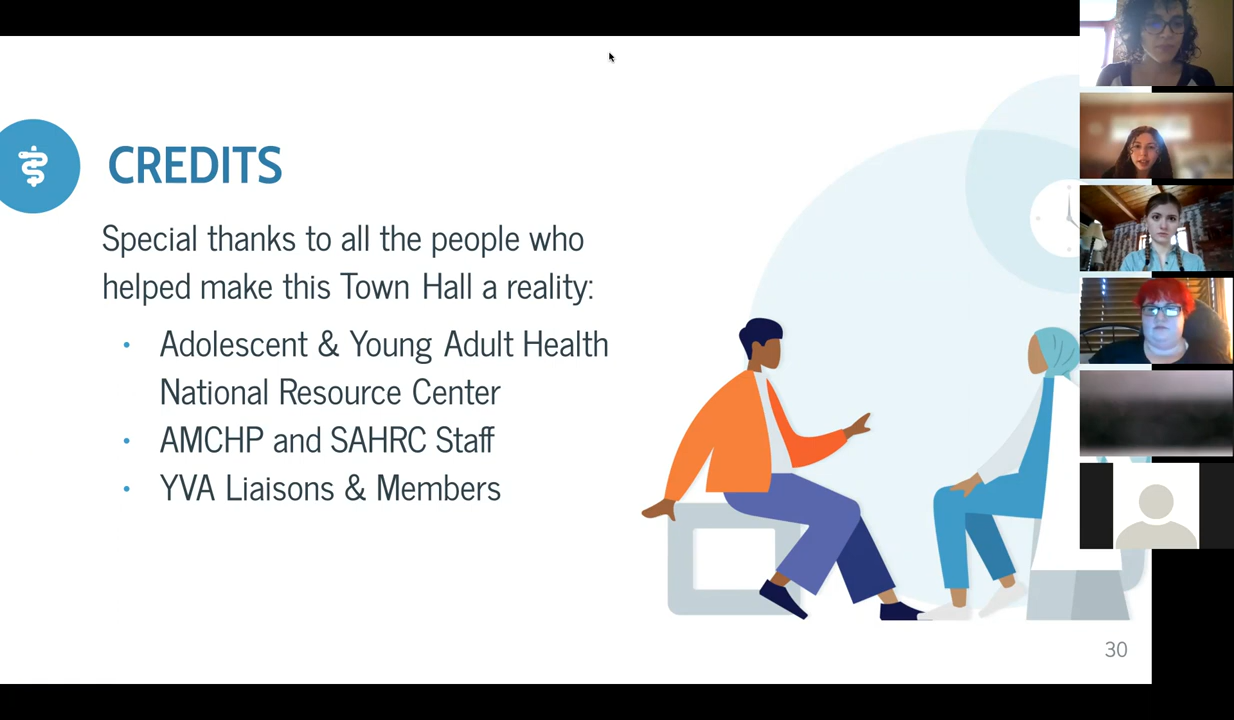 CREDITS
Special thanks to all the people who
helped make this Town Hall a reality:
• Adolescent & Young Adult Health
National Resource Center
• AMCHP and SAHRC Staff
• YVA Liaisons & Members
30